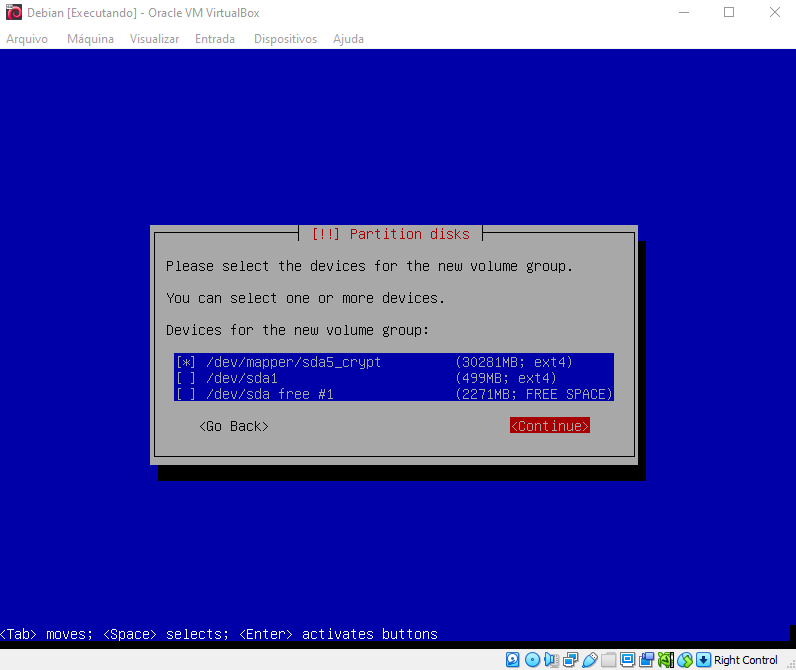 Debian [Executando] - Oracle VM VirtualBox
Arquivo Máquina Visualizar Entrada Dispositivos Ajuda
[!!] Partition disks
Please select the devices for the new volume group.
You can select one or more devices.
Devices for the new volume group:
[*] /dev/mapper/sda5_crypt (30281MB; ext4)
[ ] /dev/sda1 (499MB; ext4)
[ ] /dev/sda free #1 (2271MB; FREE SPACE)
<Go Back> <Continue>
<Tab> moves; <Space> selects; <Enter> activates buttons
Right Control